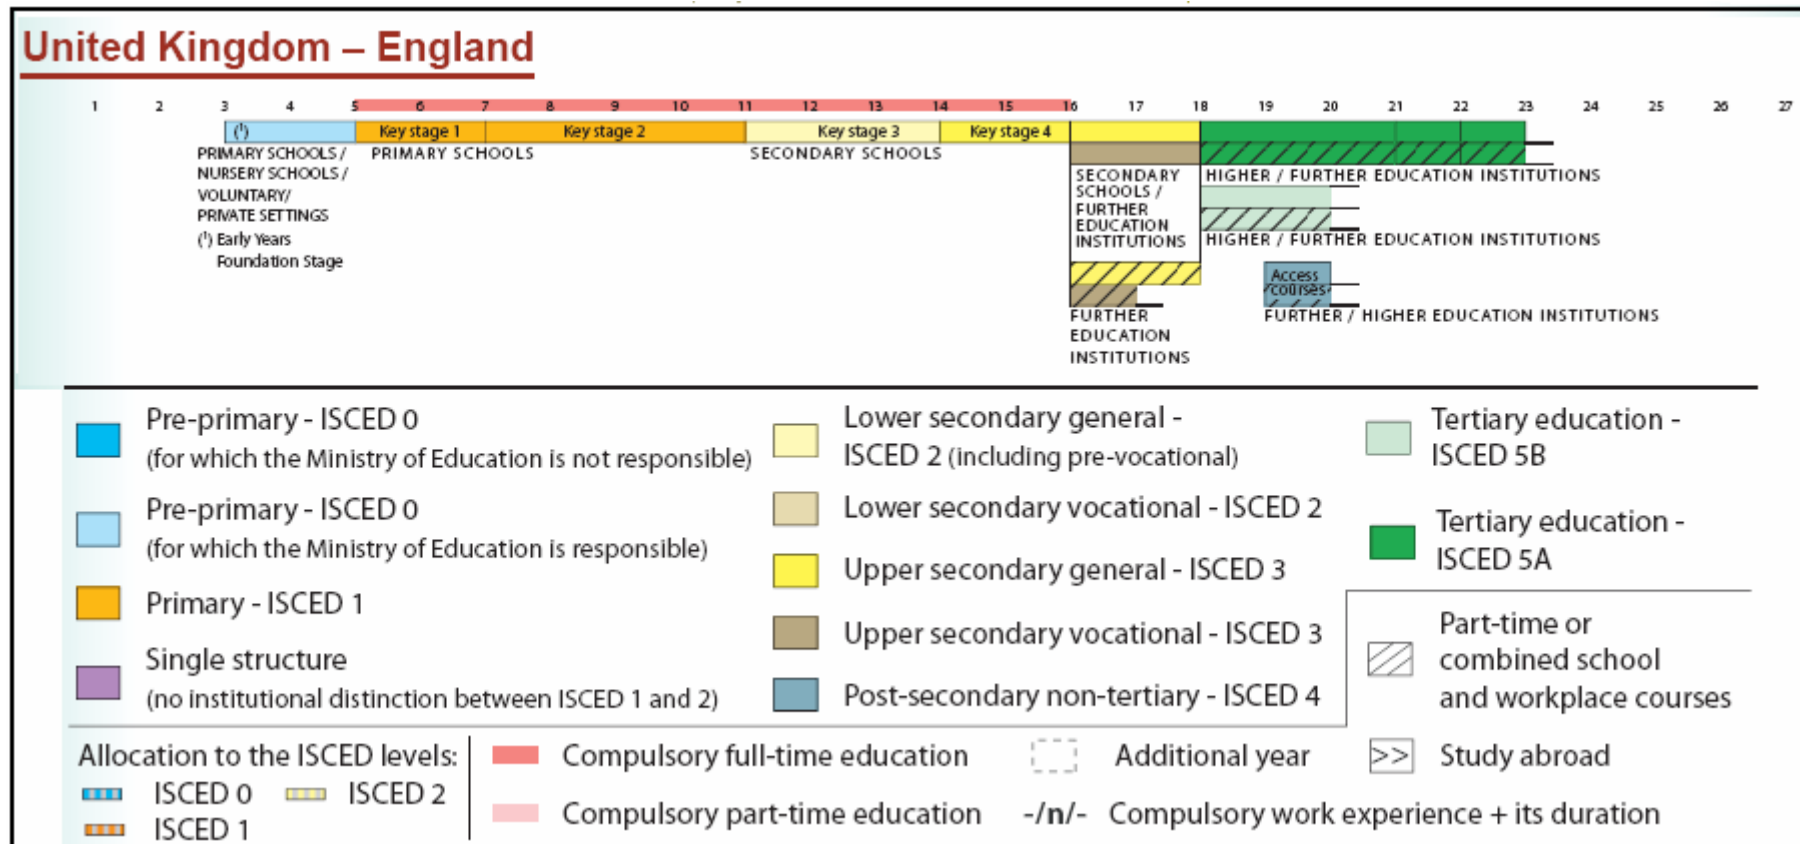 United Kingdom – England
1 2 3 4 5 6 7 8 9 10 11 12 13 14 15 16 17 18 19 20 21 22 23 24 25 26 27
(¹) Key stage 1 Key stage 2 Key stage 3 Key stage 4
PRIMARY SCHOOLS /
NURSERY SCHOOLS /
VOLUNTARY/
PRIVATE SETTINGS
(¹) Early Years
Foundation Stage
PRIMARY SCHOOLS
SECONDARY SCHOOLS
SECONDARY
SCHOOLS /
FURTHER
EDUCATION
INSTITUTIONS
FURTHER
EDUCATION
INSTITUTIONS
HIGHER / FURTHER EDUCATION INSTITUTIONS
HIGHER / FURTHER EDUCATION INSTITUTIONS
Access
courses
FURTHER / HIGHER EDUCATION INSTITUTIONS
Pre-primary - ISCED 0
(for which the Ministry of Education is not responsible)
Pre-primary - ISCED 0
(for which the Ministry of Education is responsible)
Primary - ISCED 1
Single structure
(no institutional distinction between ISCED 1 and 2)
Lower secondary general -
ISCED 2 (including pre-vocational)
Lower secondary vocational - ISCED 2
Upper secondary general - ISCED 3
Upper secondary vocational - ISCED 3
Post-secondary non-tertiary - ISCED 4
Tertiary education -
ISCED 5B
Tertiary education -
ISCED 5A
Part-time or
combined school
and workplace courses
Allocation to the ISCED levels:
ISCED 0 ISCED 2
ISCED 1
Compulsory full-time education
Compulsory part-time education
Additional year
-/n/- Compulsory work experience + its duration
>> Study abroad